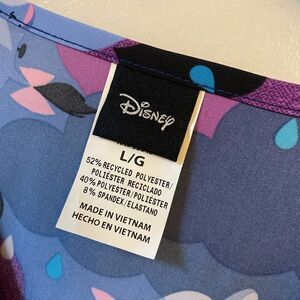 Disney
L/G
52% RECYCLED POLYESTER/
POLIÉSTER RECICLADO
40% POLYESTER/POLIÉSTER
8% SPANDEX/ELASTANO
MADE IN VIETNAM
HECHO EN VIETNAM